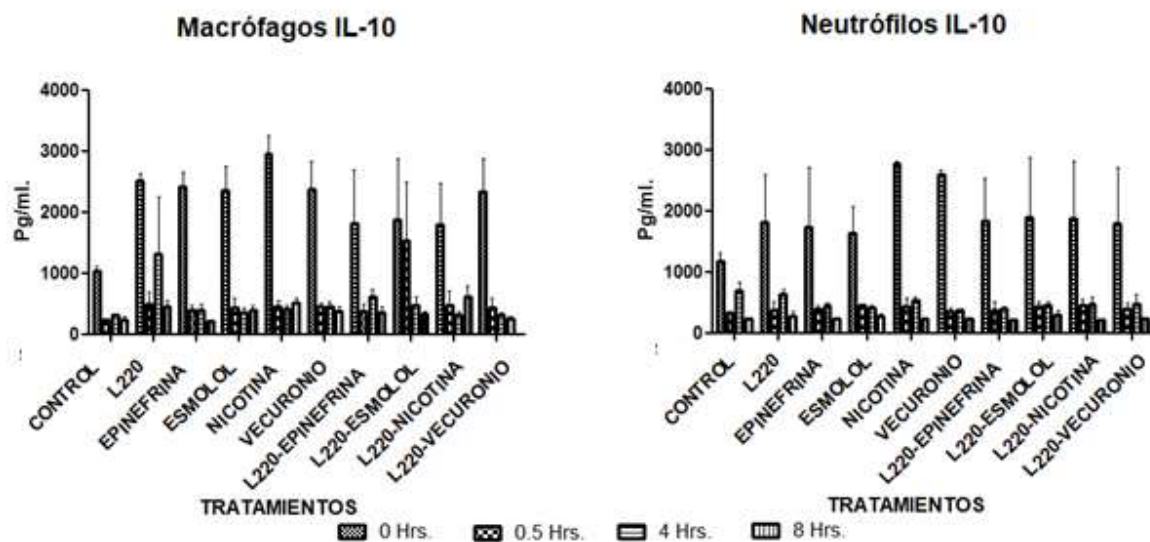 Macrófagos IL-10
Pg/ml.
4000
3000
2000
1000
0
CONTROL
L220
EPINEFRINA
ESMOLOL
NICOTINA
VECURONIO
L220-EPINEFRINA
L220-ESMOLOL
L220-NICOTINA
L220-VECURONIO
TRATAMIENTOS
Neutrófilos IL-10
Pg/ml.
4000
3000
2000
1000
0
CONTROL
L220
EPINEFRINA
ESMOLOL
NICOTINA
VECURONIO
L220-EPINEFRINA
L220-ESMOLOL
L220-NICOTINA
L220-VECURONIO
TRATAMIENTOS
0 Hrs. 0.5 Hrs. 4 Hrs. 8 Hrs.